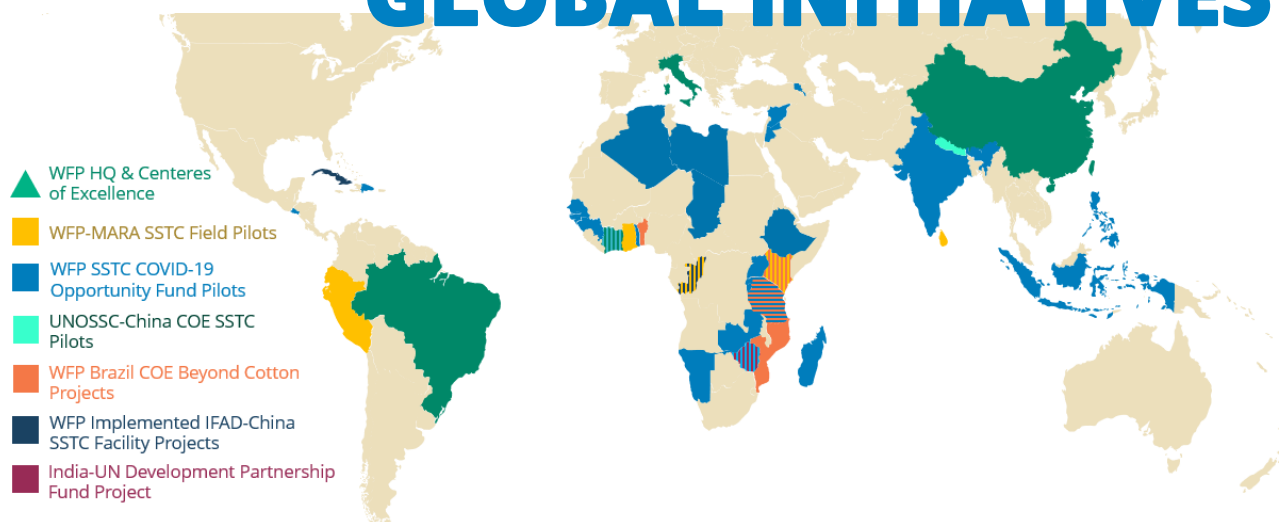 GLOBAL INITIATIVES
WFP HQ & Centeres
of Excellence
WFP-MARA SSTC Field Pilots
WFP SSTC COVID-19
Opportunity Fund Pilots
UNOSSC-China COE SSTC
Pilots
WFP Brazil COE Beyond Cotton
Projects
WFP Implemented IFAD-China
SSTC Facility Projects
India-UN Development Partnership
Fund Project